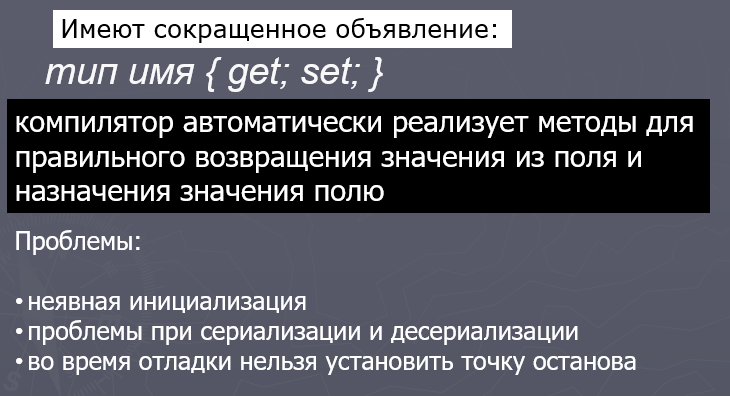 Имеют сокращенное объявление:
тип имя { get; set; }
компилятор автоматически реализует методы для
правильного возвращения значения из поля и
назначения значения полю
Проблемы:
• неявная инициализация
• проблемы при сериализации и десериализации
• во время отладки нельзя установить точку останова